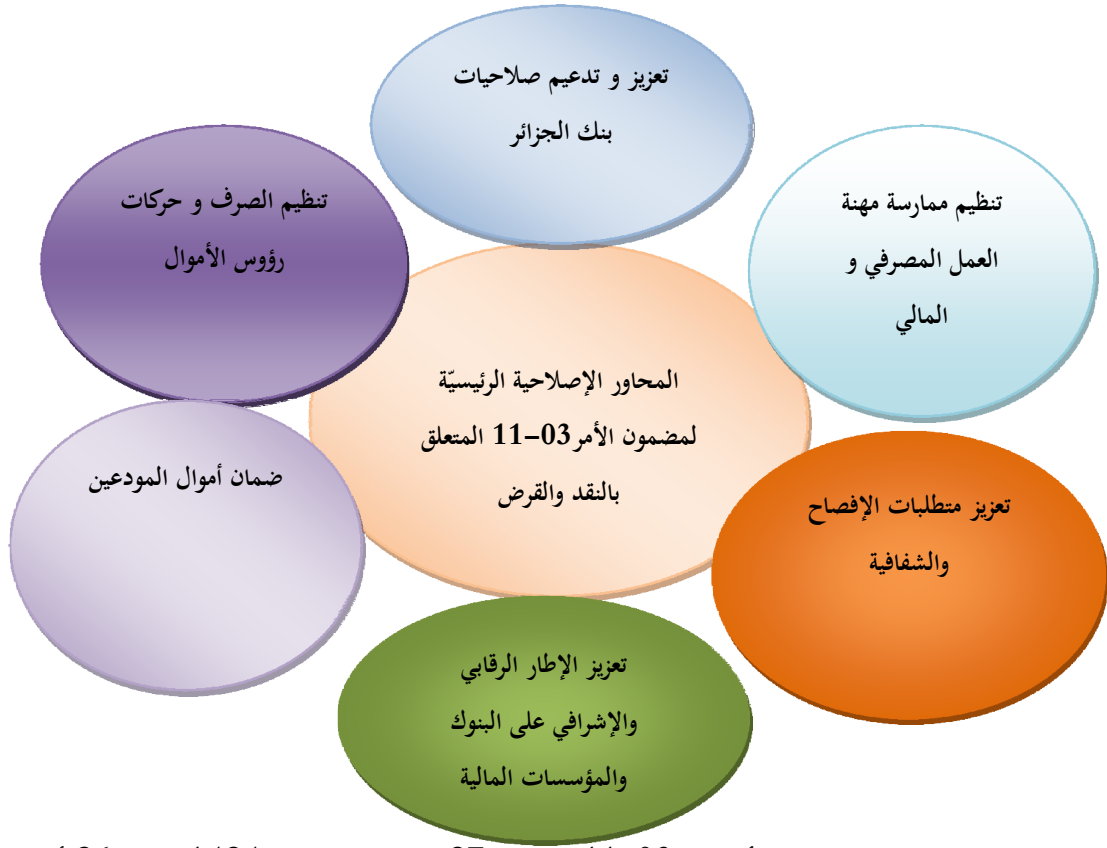 تعزيز و تدعيم صلاحيات
بنك الجزائر
تنظيم ممارسة مهنة
العمل المصرفي و
المالي
تنظيم الصرف و حركات
رؤوس الأموال
المحاور الإصلاحية الرئيسيّة
لمضمون الأمر03-11 المتعلق
بالنقد والقرض
ضمان أموال المودعين
تعزيز متطلبات الإفصاح
والشفافية
تعزيز الإطار الرقابي
والإشرافي على البنوك
والمؤسسات المالية